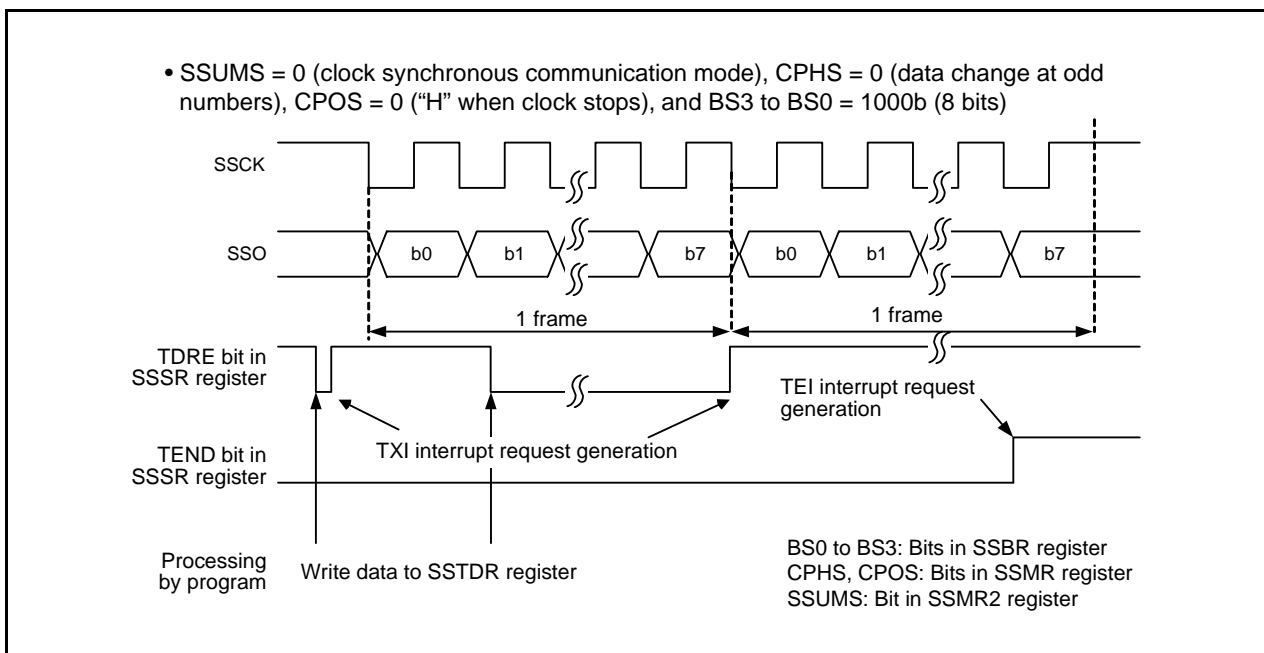 • SSUMS = 0 (clock synchronous communication mode), CPHS = 0 (data change at odd
numbers), CPOS = 0 (“H” when clock stops), and BS3 to BS0 = 1000b (8 bits)
SSCK
SSO
b0
b1
b7
b0
b1
b7
1 frame
1 frame
TDRE bit in
SSSR register
TEI interrupt request
generation
TXI interrupt request generation
TEND bit in
SSSR register
Processing
by program
Write data to SSTDR register
BS0 to BS3: Bits in SSBR register
CPHS, CPOS: Bits in SSMR register
SSUMS: Bit in SSMR2 register